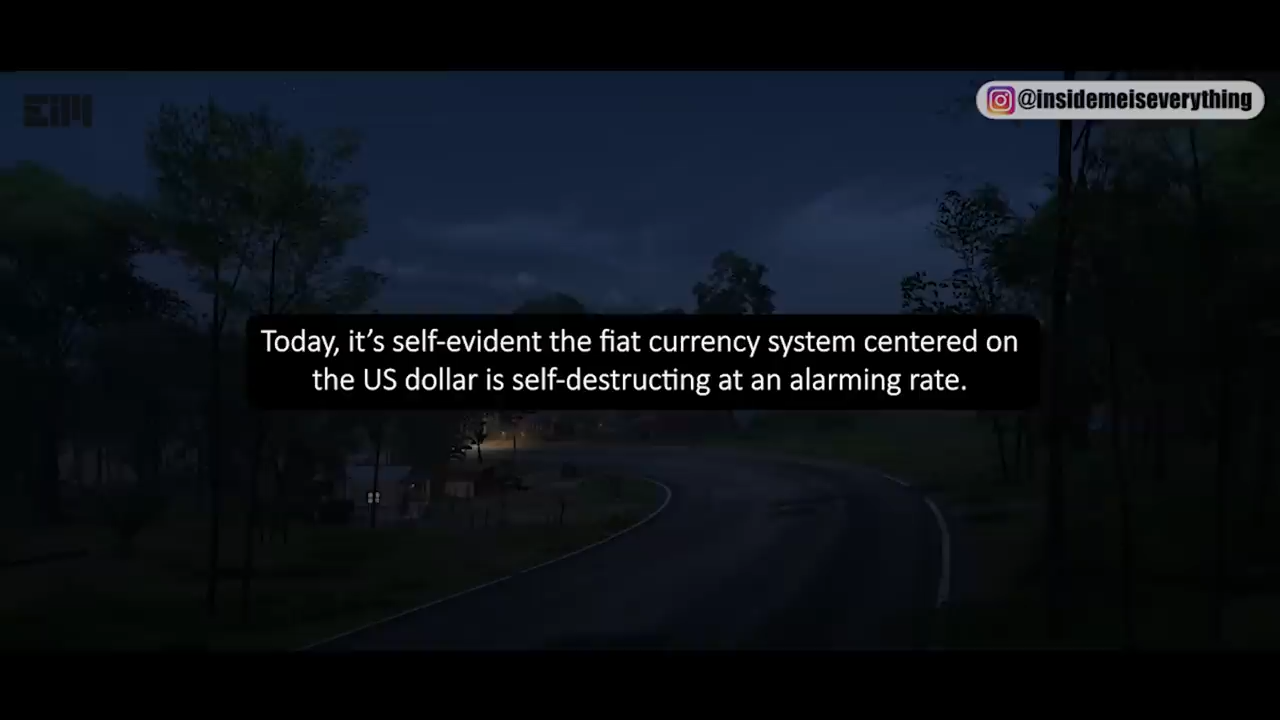 @insidemeiseverything
Today, it’s self-evident the fiat currency system centered on
the US dollar is self-destructing at an alarming rate.